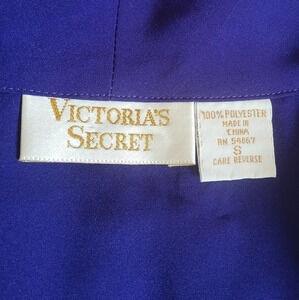 VICTORIA'S
SECRET
100% POLYESTER
MADE IN
CHINA
RN 54867
S
CARE REVERSE